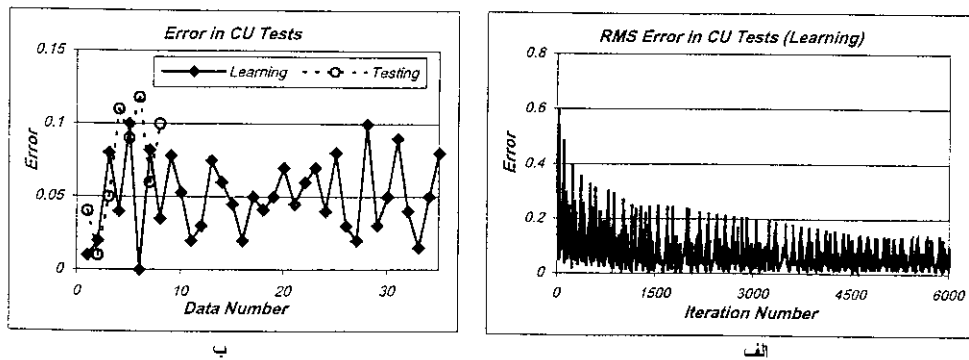 Error in CU Tests
0.15
0.1
0.05
0
Error
Learning
Testing
0
10
20
30
Data Number
ب
RMS Error in CU Tests (Learning)
0.8
0.6
0.4
0.2
0
Error
0
1500
3000
4500
6000
Iteration Number
الف